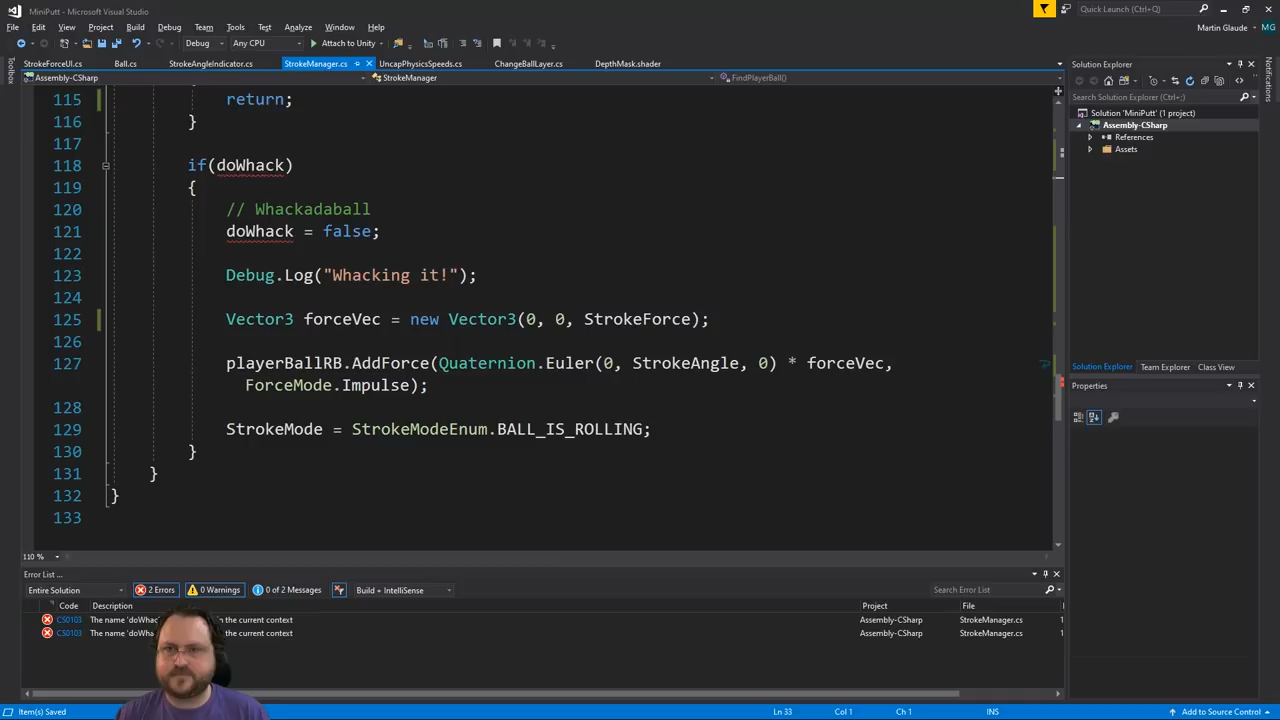 MiniPutt - Microsoft Visual Studio
Quick Launch (Ctrl+Q)
File Edit View Project Build Debug Team Tools Test Analyze Window Help
Martin Glaude MG
Debug Any CPU Attach to Unity
Toolbox
StrokeForceUI.cs Ball.cs StrokeAngleIndicator.cs StrokeManager.cs UncapPhysicsSpeeds.cs ChangeBallLayer.cs DepthMask.shader
Assembly-CSharp StrokeManager FindPlayerBall()
115 return;
116 }
117
118 if(doWhack)
119 {
120 // Whackadaball
121 doWhack = false;
122
123 Debug.Log("Whacking it!");
124
125 Vector3 forceVec = new Vector3(0, 0, StrokeForce);
126
127 playerBallRB.AddForce(Quaternion.Euler(0, StrokeAngle, 0) * forceVec,
ForceMode.Impulse);
128
129 StrokeMode = StrokeModeEnum.BALL_IS_ROLLING;
130 }
131 }
132 }
133
110 %
Solution Explorer
Search Solution Explorer (Ctrl+;)
Solution 'MiniPutt' (1 project)
Assembly-CSharp
References
Assets
Solution Explorer Team Explorer Class View
Properties
Notifications
Error List ...
Entire Solution 2 Errors 0 Warnings 0 of 2 Messages Build + IntelliSense
Search Error List
Code Description Project File
CS0103 The name 'doWhac n the current context Assembly-CSharp StrokeManager.cs 1
CS0103 The name 'doWha the current context Assembly-CSharp StrokeManager.cs 1
Item(s) Saved Ln 33 Col 1 Ch 1 INS Add to Source Control